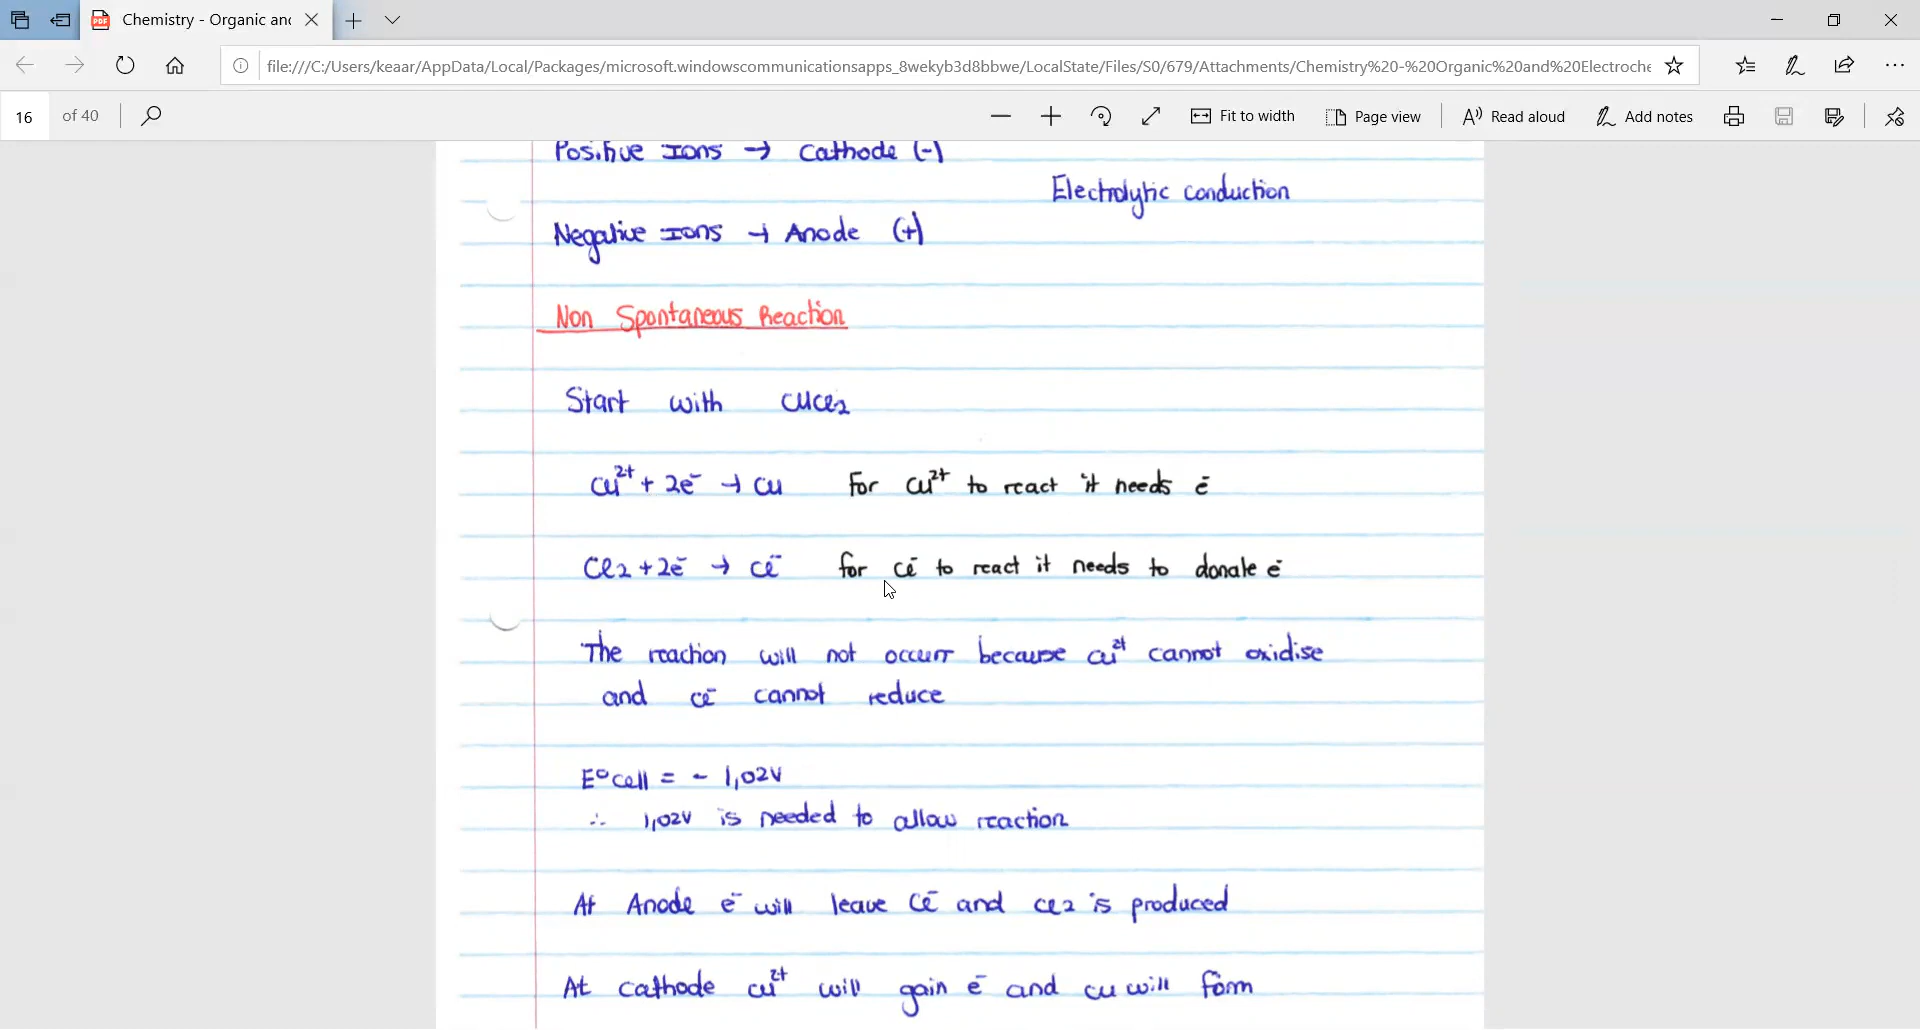 Chemistry - Organic and
file:///C:/Users/keaar/AppData/Local/Packages/microsoft.windowscommunicationsapps_8wekyb3d8bbwe/LocalState/Files/S0/679/Attachments/Chemistry%20-%20Organic%20and%20Electroche
16 of 40
Fit to width
Page view
Read aloud
Add notes
Positive Ions → Cathode (-)
Electrolytic conduction
Negative Ions → Anode (+)
Non Spontaneous Reaction
Start with CuCl2
Cu²⁺ + 2e⁻ → Cu For Cu²⁺ to react it needs e⁻
Cl2 + 2e⁻ → Cl⁻ for Cl⁻ to react it needs to donate e⁻
The reaction will not occurr because Cu²⁺ cannot oxidise
and Cl⁻ cannot reduce
E°cell = - 1,02V
∴ 1,02V is needed to allow reaction
At Anode e⁻ will leave Cl⁻ and Cl2 is produced
At cathode Cu²⁺ will gain e⁻ and Cu will form